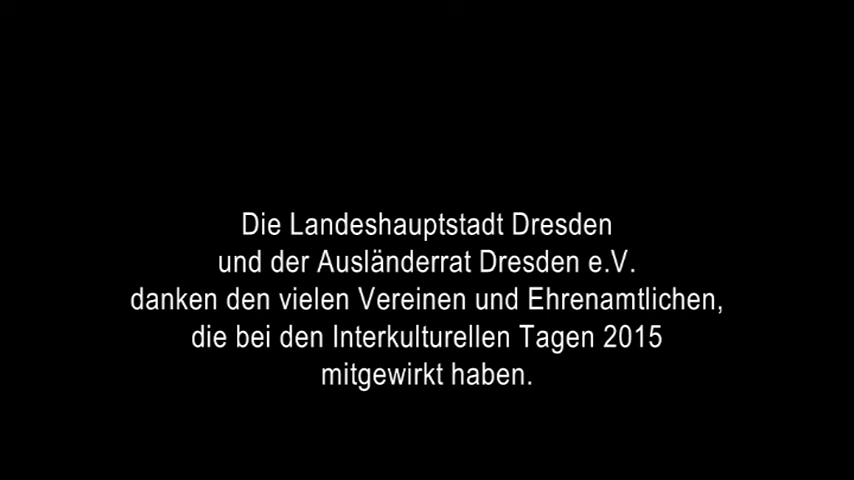 Die Landeshauptstadt Dresden
und der Ausländerrat Dresden e.V.
danken den vielen Vereinen und Ehrenamtlichen,
die bei den Interkulturellen Tagen 2015
mitgewirkt haben.